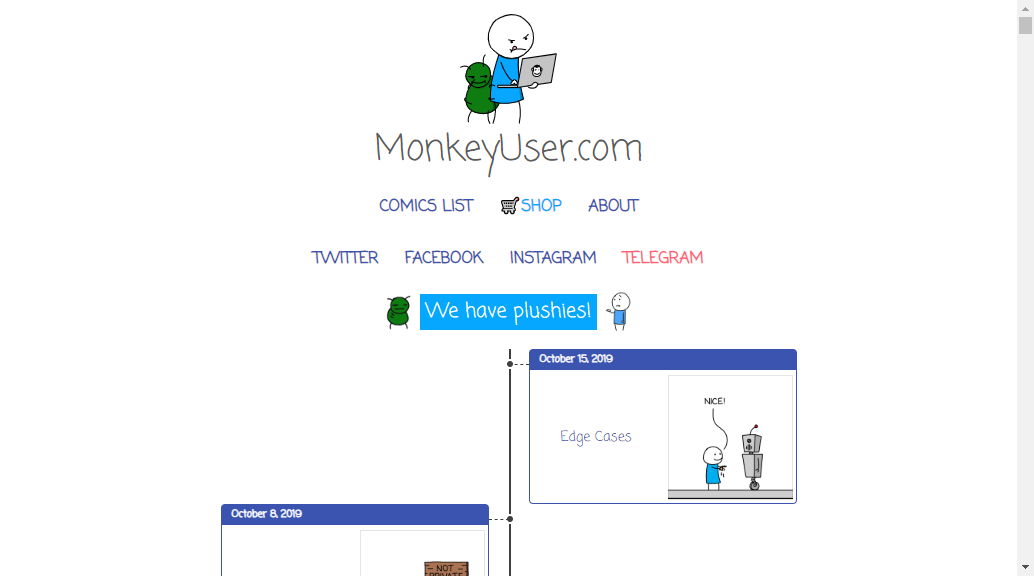 MonkeyUser.com
COMICS LIST SHOP ABOUT
TWITTER FACEBOOK INSTAGRAM TELEGRAM
We have plushies!
October 15, 2019
NICE!
Edge Cases
October 8, 2019
NOT
PRIVATE